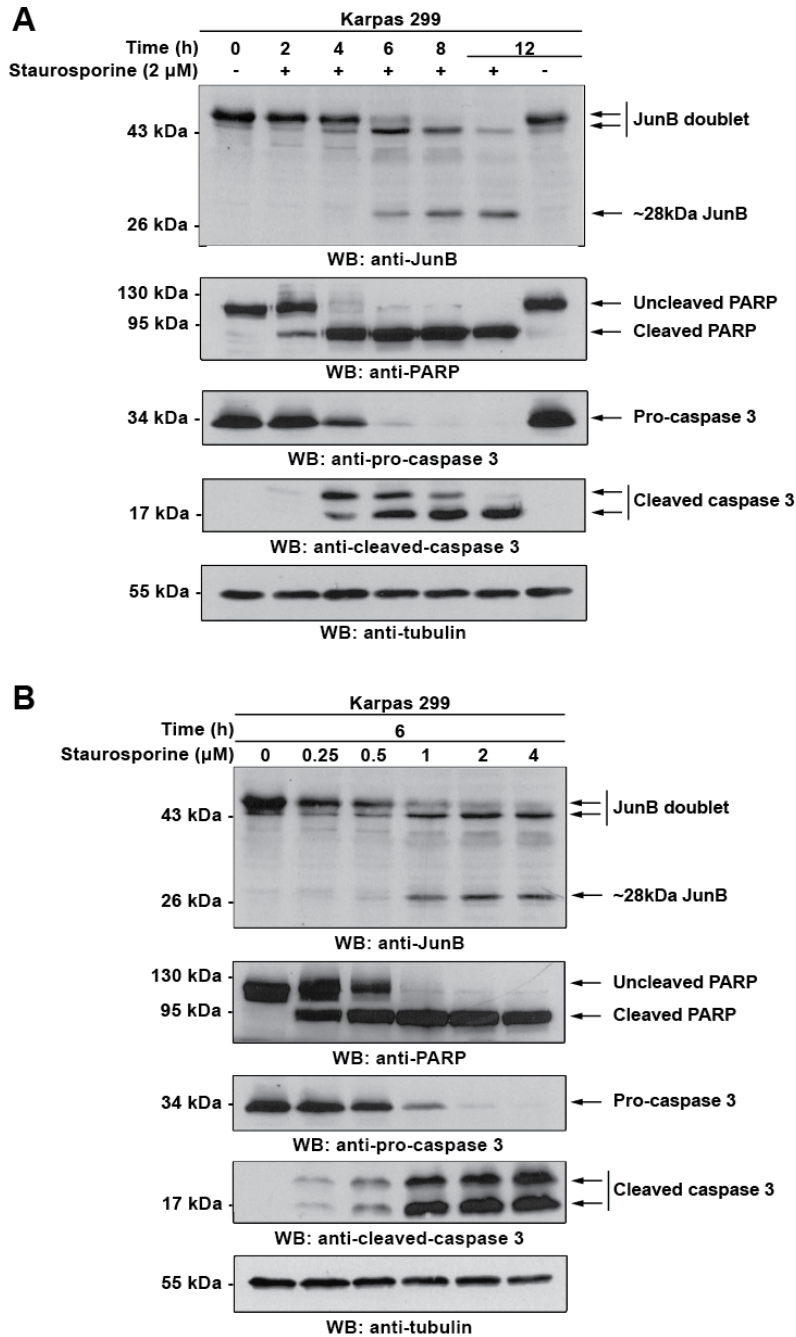 A
Karpas 299
Time (h) 0 2 4 6 8 12
Staurosporine (2 µM) - + + + + + -
43 kDa -
JunB doublet
~28kDa JunB
26 kDa -
WB: anti-JunB
130 kDa -
Uncleaved PARP
95 kDa -
Cleaved PARP
WB: anti-PARP
34 kDa -
Pro-caspase 3
WB: anti-pro-caspase 3
Cleaved caspase 3
17 kDa -
WB: anti-cleaved-caspase 3
55 kDa -
WB: anti-tubulin
B
Karpas 299
Time (h) 6
Staurosporine (µM) 0 0.25 0.5 1 2 4
JunB doublet
43 kDa -
~28kDa JunB
26 kDa -
WB: anti-JunB
130 kDa -
Uncleaved PARP
95 kDa -
Cleaved PARP
WB: anti-PARP
34 kDa -
Pro-caspase 3
WB: anti-pro-caspase 3
Cleaved caspase 3
17 kDa -
WB: anti-cleaved-caspase 3
55 kDa -
WB: anti-tubulin